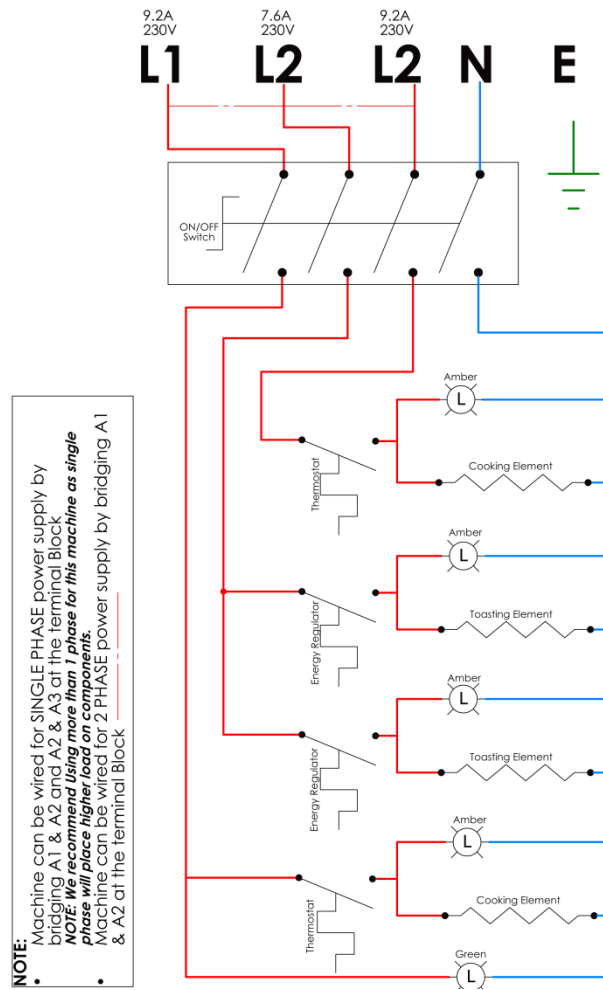 9.2A
230V
7.6A
230V
9.2A
230V
L1
L2
L2
N
E
ON/OFF
Switch
Amber
L
Cooking Element
Thermostat
Amber
L
Toasting Element
Energy Regulator
Amber
L
Toasting Element
Energy Regulator
Amber
L
Cooking Element
Thermostat
Green
L
NOTE:
• Machine can be wired for SINGLE PHASE power supply by
bridging A1 & A2 and A2 & A3 at the terminal Block
NOTE: We recommend Using more than 1 phase for this machine as single
phase will place higher load on components.
• Machine can be wired for 2 PHASE power supply by bridging A1
& A2 at the terminal Block